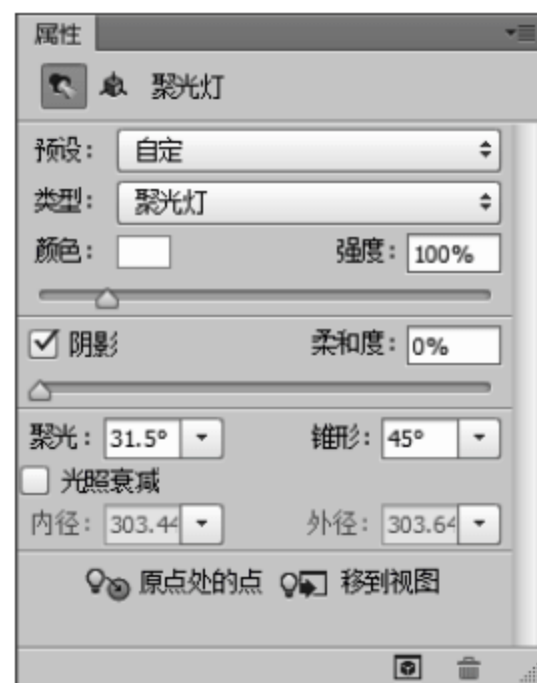 属性
聚光灯
预设： 自定
类型： 聚光灯
颜色： 强度： 100%
阴影 柔和度： 0%
聚光： 31.5° 锥形： 45°
光照衰减
内径： 303.44 外径： 303.64
原点处的点 移到视图